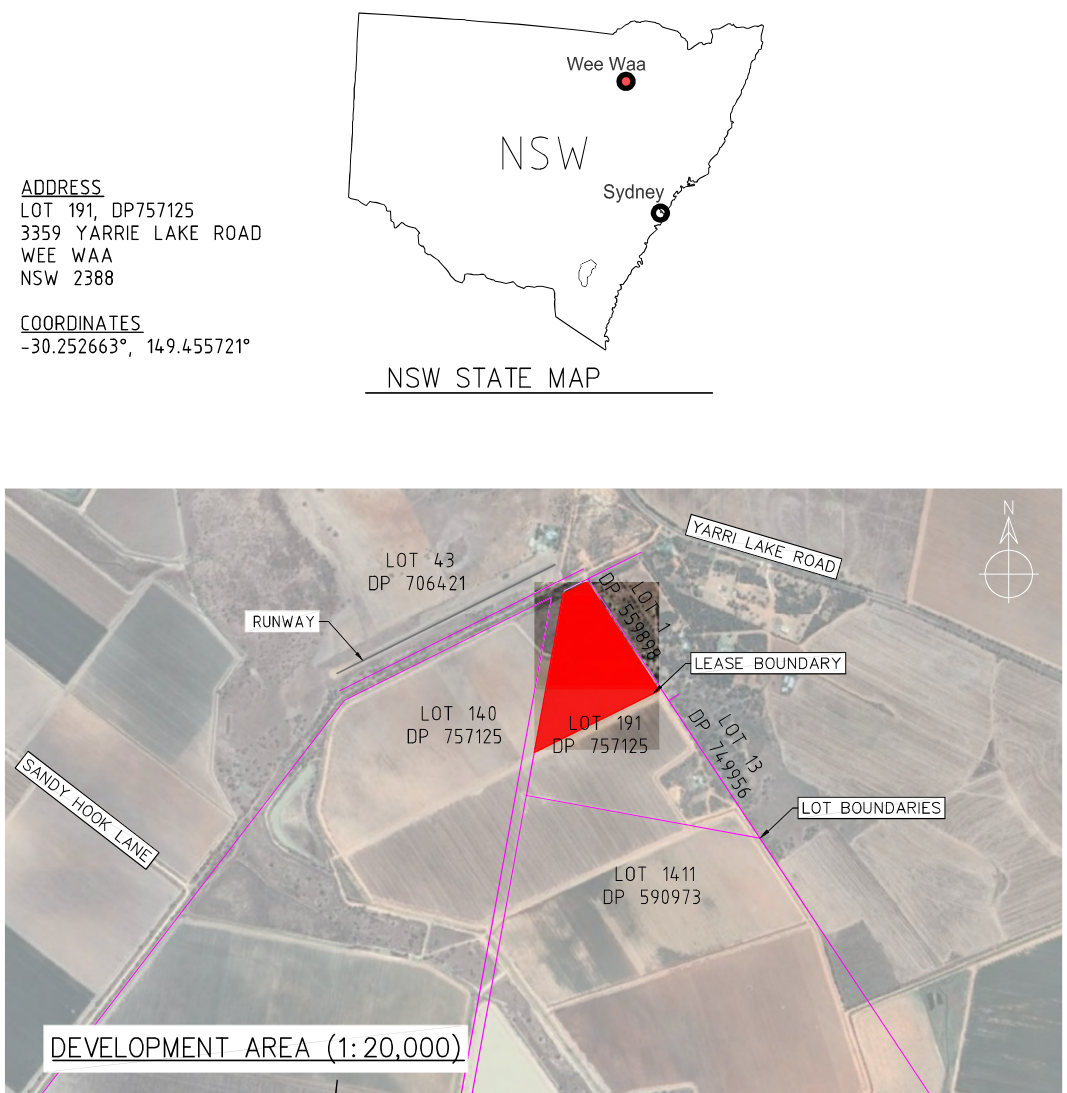 Wee Waa
NSW
Sydney
ADDRESS
LOT 191, DP757125
3359 YARRIE LAKE ROAD
WEE WAA
NSW 2388
COORDINATES
-30.252663°, 149.455721°
NSW STATE MAP
N
YARRI LAKE ROAD
LOT 43
DP 706421
LOT 1
DP 559898
RUNWAY
LEASE BOUNDARY
LOT 140
DP 757125
LOT 191
DP 757125
LOT 13
DP 749956
SANDY HOOK LANE
LOT BOUNDARIES
LOT 1411
DP 590973
DEVELOPMENT AREA (1:20,000)